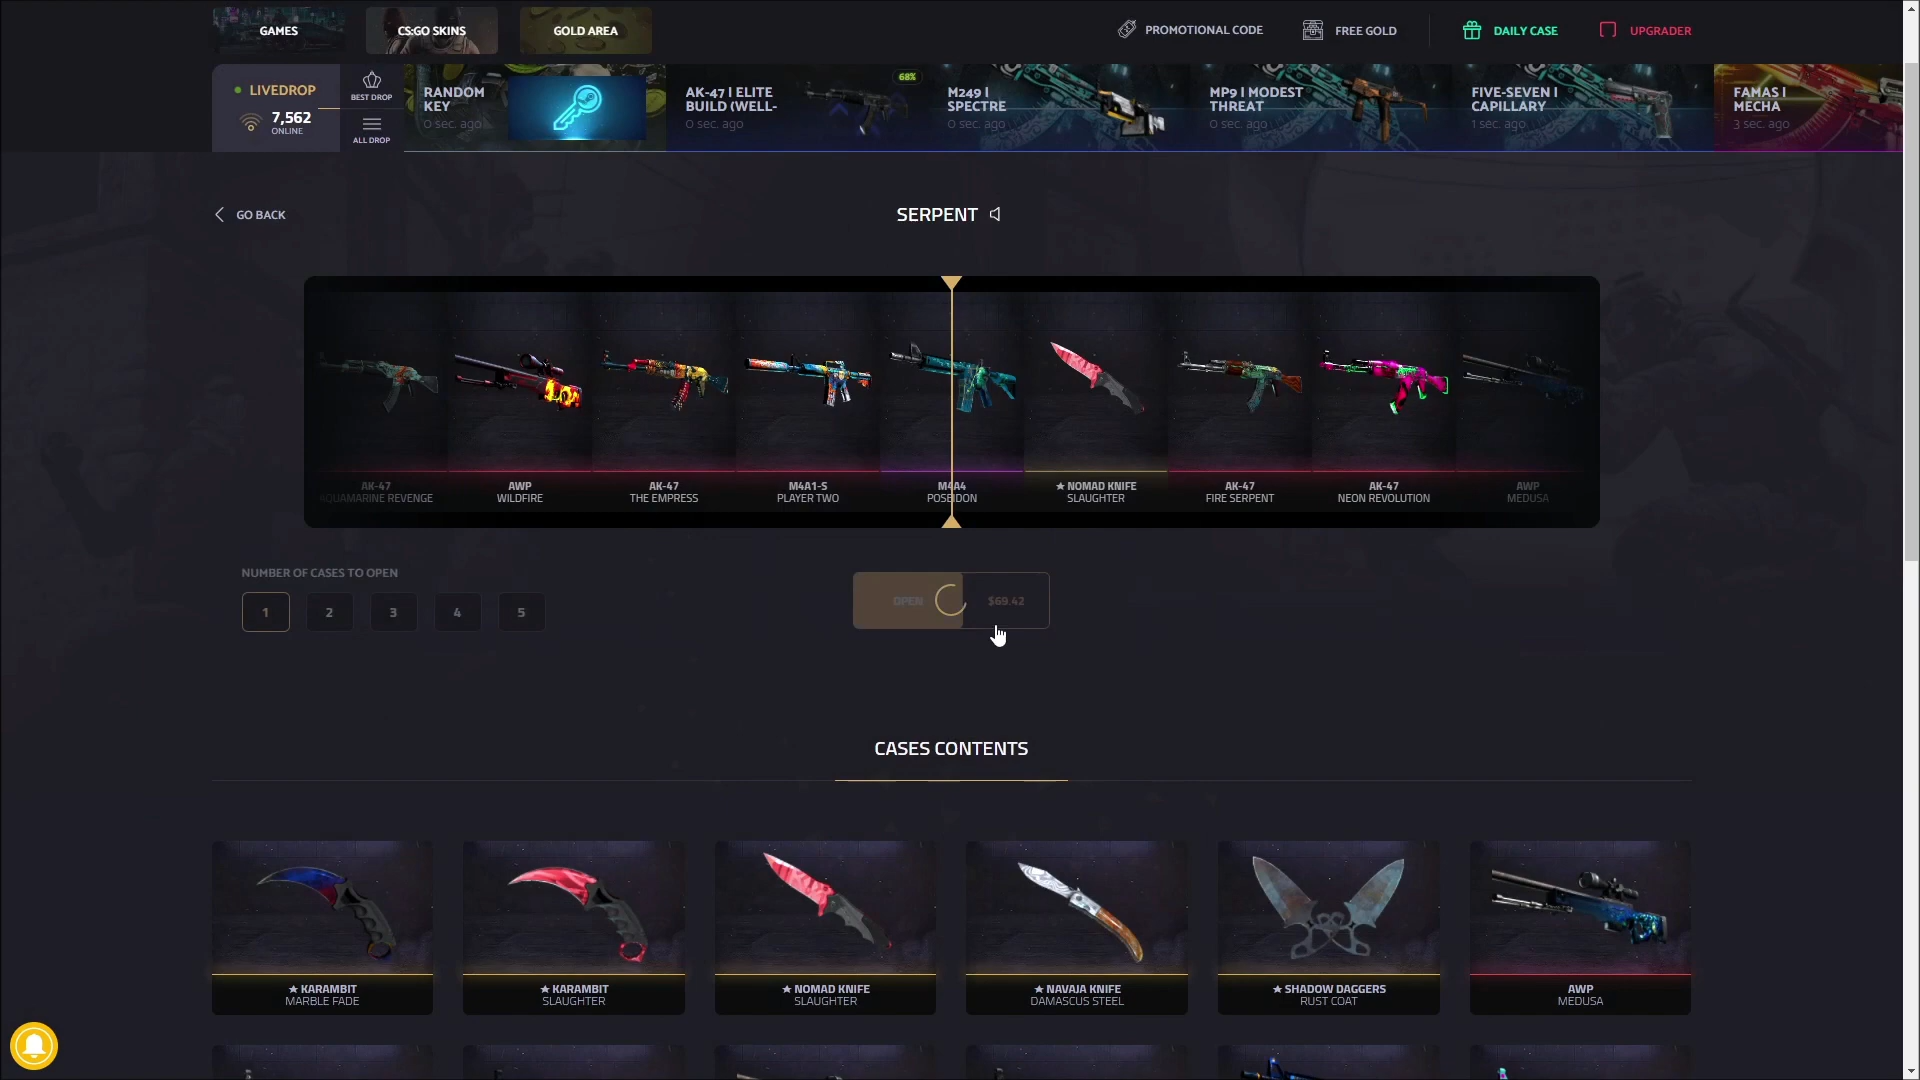 GAMES
CS:GO SKINS
GOLD AREA
PROMOTIONAL CODE
FREE GOLD
DAILY CASE
UPGRADER
LIVEDROP
7,562
ONLINE
BEST DROP
ALL DROP
RANDOM
KEY
0 sec. ago
AK-47 | ELITE
BUILD (WELL-
0 sec. ago
68%
M249 |
SPECTRE
0 sec. ago
MP9 | MODEST
THREAT
0 sec. ago
FIVE-SEVEN |
CAPILLARY
1 sec. ago
FAMAS |
MECHA
3 sec. ago
GO BACK
SERPENT
AK-47
AQUAMARINE REVENGE
AWP
WILDFIRE
AK-47
THE EMPRESS
M4A1-S
PLAYER TWO
M4A4
POSEIDON
★ NOMAD KNIFE
SLAUGHTER
AK-47
FIRE SERPENT
AK-47
NEON REVOLUTION
AWP
MEDUSA
NUMBER OF CASES TO OPEN
1 2 3 4 5
OPEN $69.42
CASES CONTENTS
★ KARAMBIT
MARBLE FADE
★ KARAMBIT
SLAUGHTER
★ NOMAD KNIFE
SLAUGHTER
★ NAVAJA KNIFE
DAMASCUS STEEL
★ SHADOW DAGGERS
RUST COAT
AWP
MEDUSA